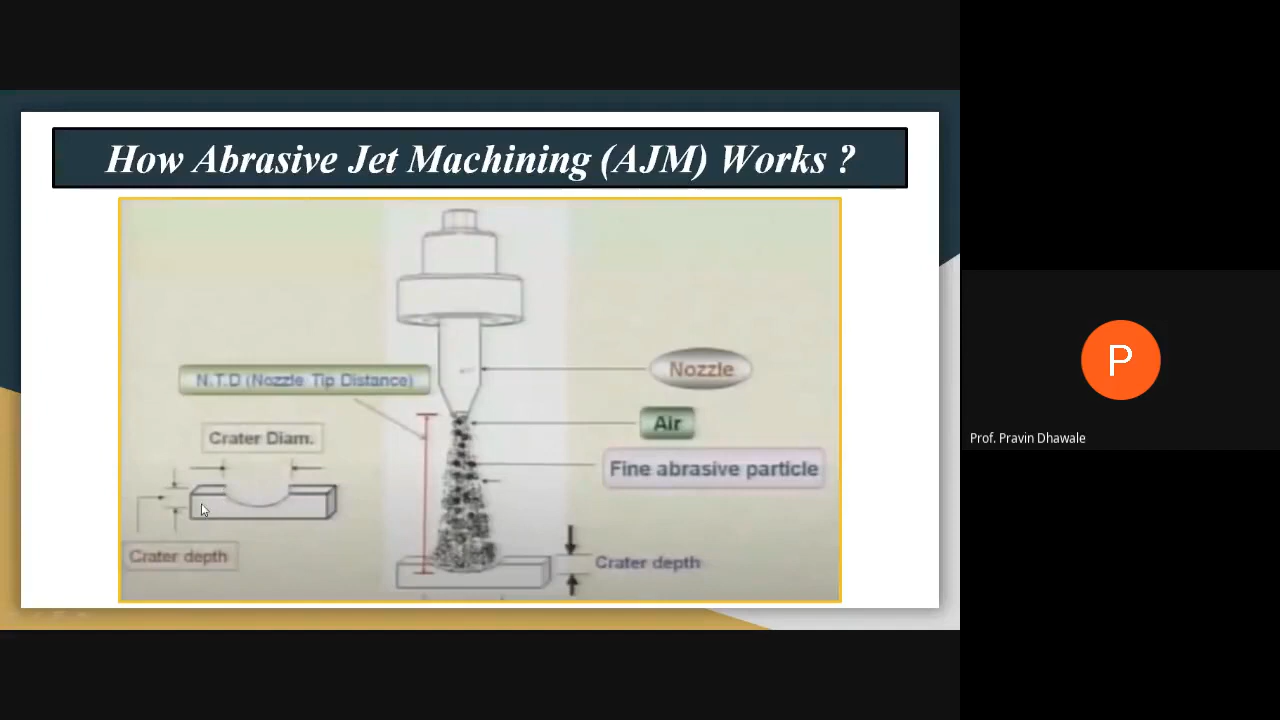 How Abrasive Jet Machining (AJM) Works ?
N.T.D (Nozzle Tip Distance)
Nozzle
Air
Crater Diam.
Fine abrasive particle
Crater depth
Crater depth
P
Prof. Pravin Dhawale